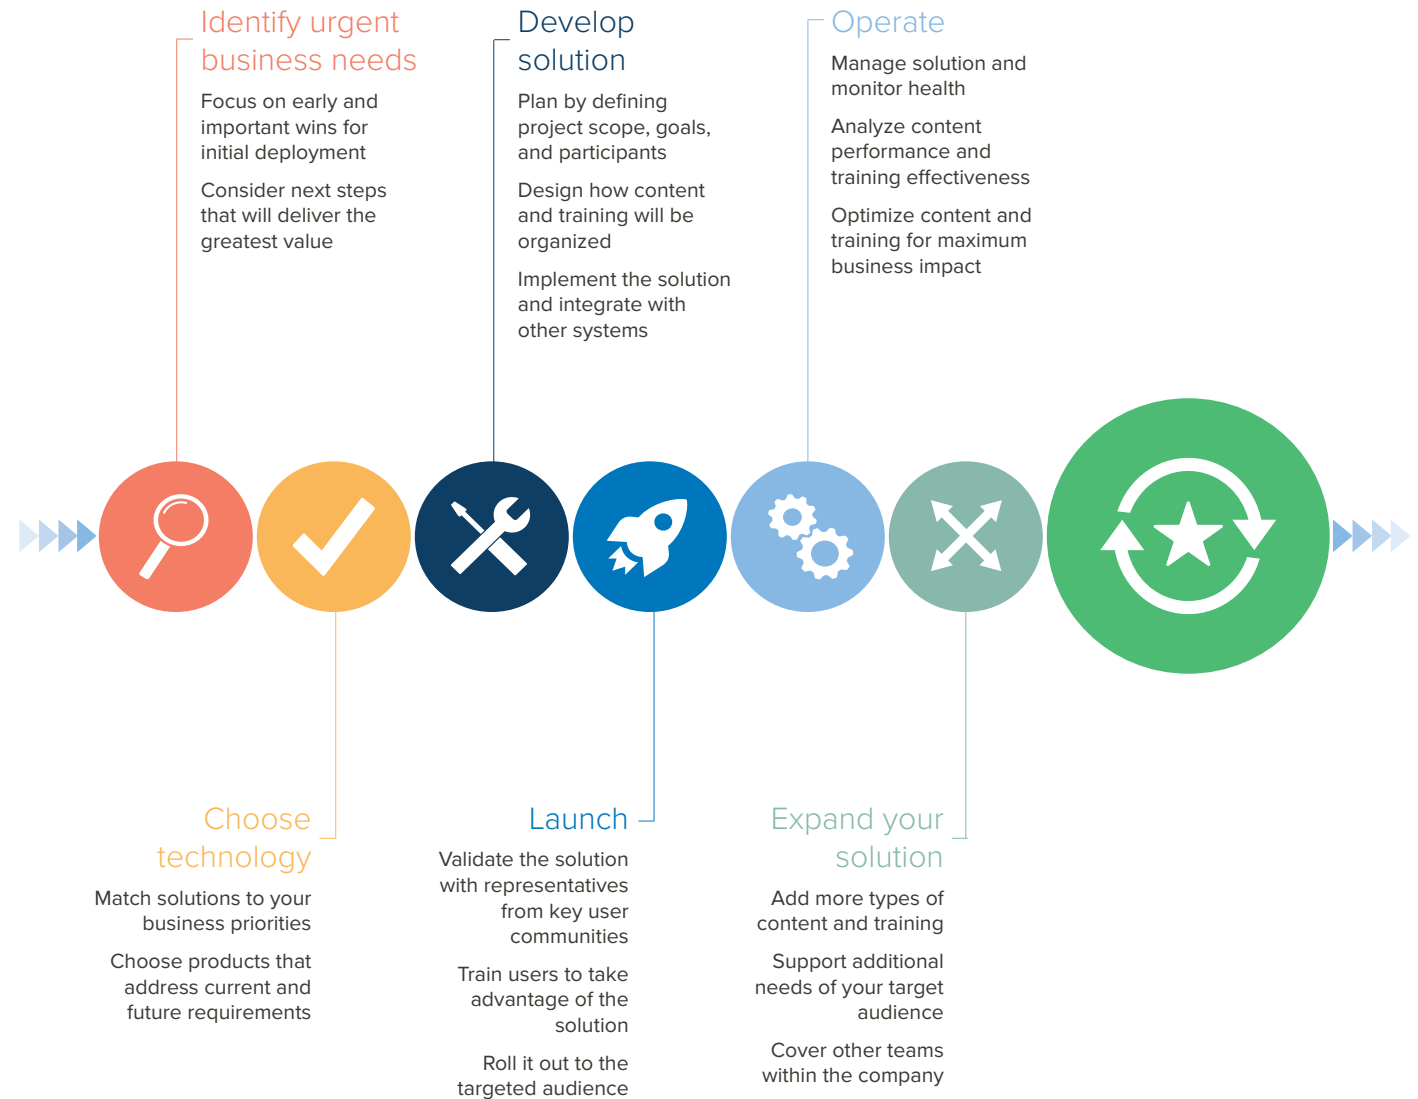 Identify urgent
business needs
Focus on early and
important wins for
initial deployment
Consider next steps
that will deliver the
greatest value
Develop
solution
Plan by defining
project scope, goals,
and participants
Design how content
and training will be
organized
Implement the solution
and integrate with
other systems
Operate
Manage solution and
monitor health
Analyze content
performance and
training effectiveness
Optimize content and
training for maximum
business impact
Choose
technology
Match solutions to your
business priorities
Choose products that
address current and
future requirements
Launch
Validate the solution
with representatives
from key user
communities
Train users to take
advantage of the
solution
Roll it out to the
targeted audience
Expand your
solution
Add more types of
content and training
Support additional
needs of your target
audience
Cover other teams
within the company